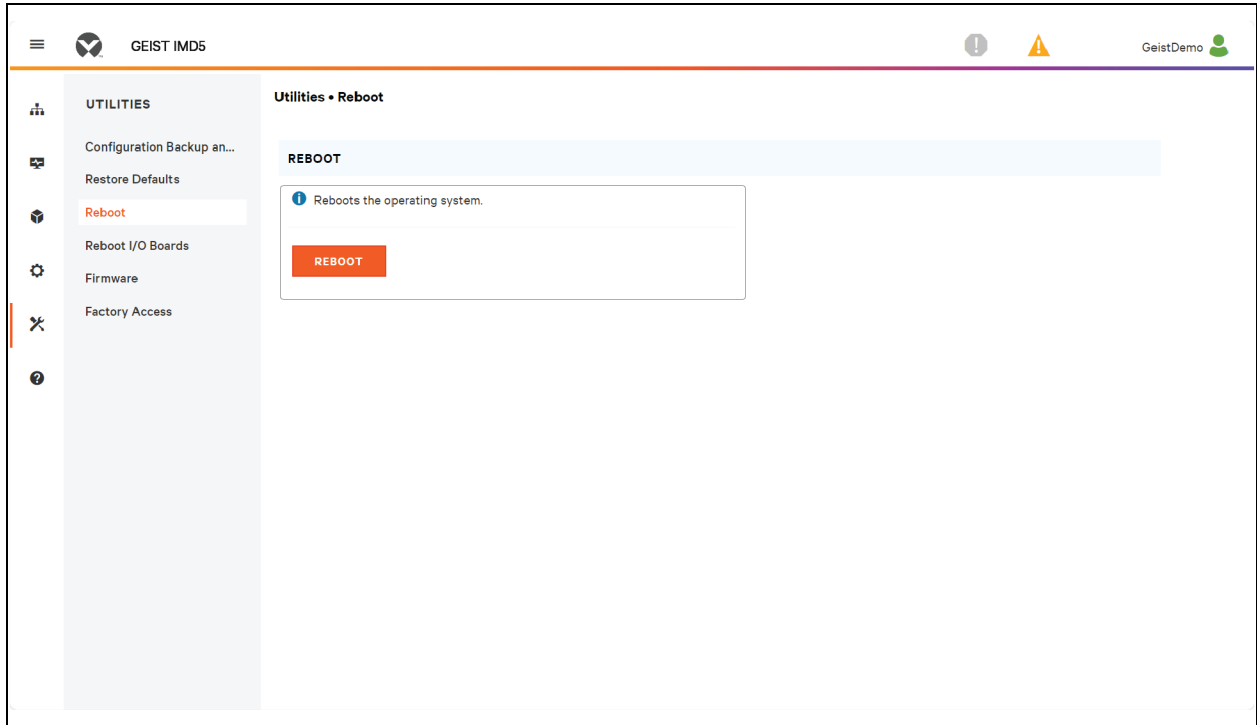 GEIST IMD5
GeistDemo
UTILITIES
Configuration Backup an...
Restore Defaults
Reboot
Reboot I/O Boards
Firmware
Factory Access
Utilities • Reboot
REBOOT
Reboots the operating system.
REBOOT